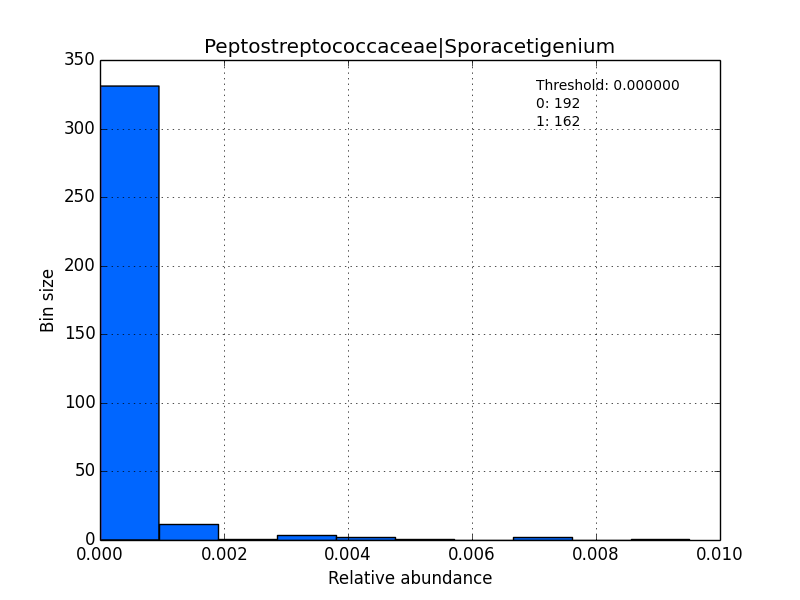 Peptostreptococcaceae|Sporacetigenium
350
300
250
200
150
100
50
0
Threshold: 0.000000
0: 192
1: 162
Bin size
0.000 0.002 0.004 0.006 0.008 0.010
Relative abundance